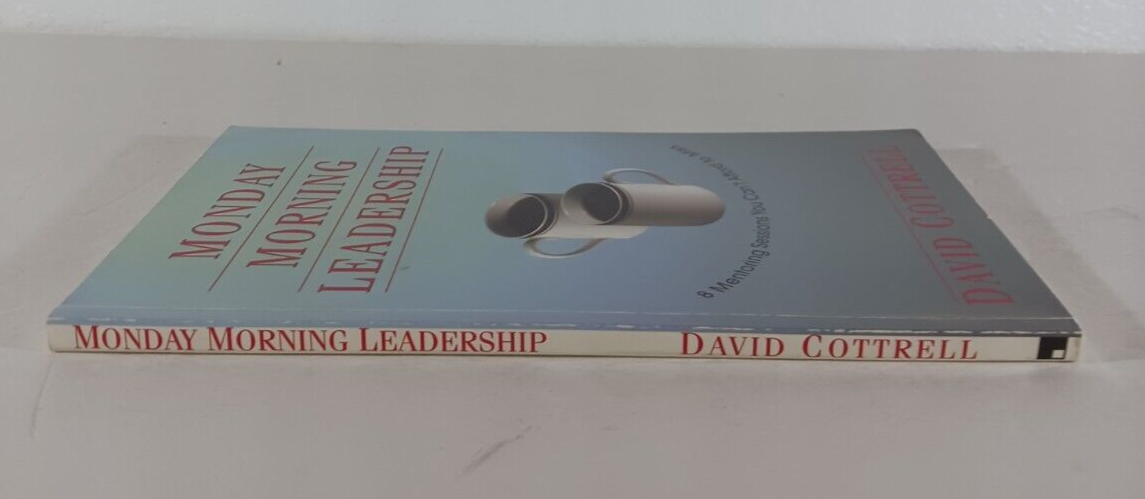 MONDAY
MORNING
LEADERSHIP
8 Mentoring Sessions You Can't Afford to Miss
DAVID COTTRELL
MONDAY MORNING LEADERSHIP DAVID COTTRELL